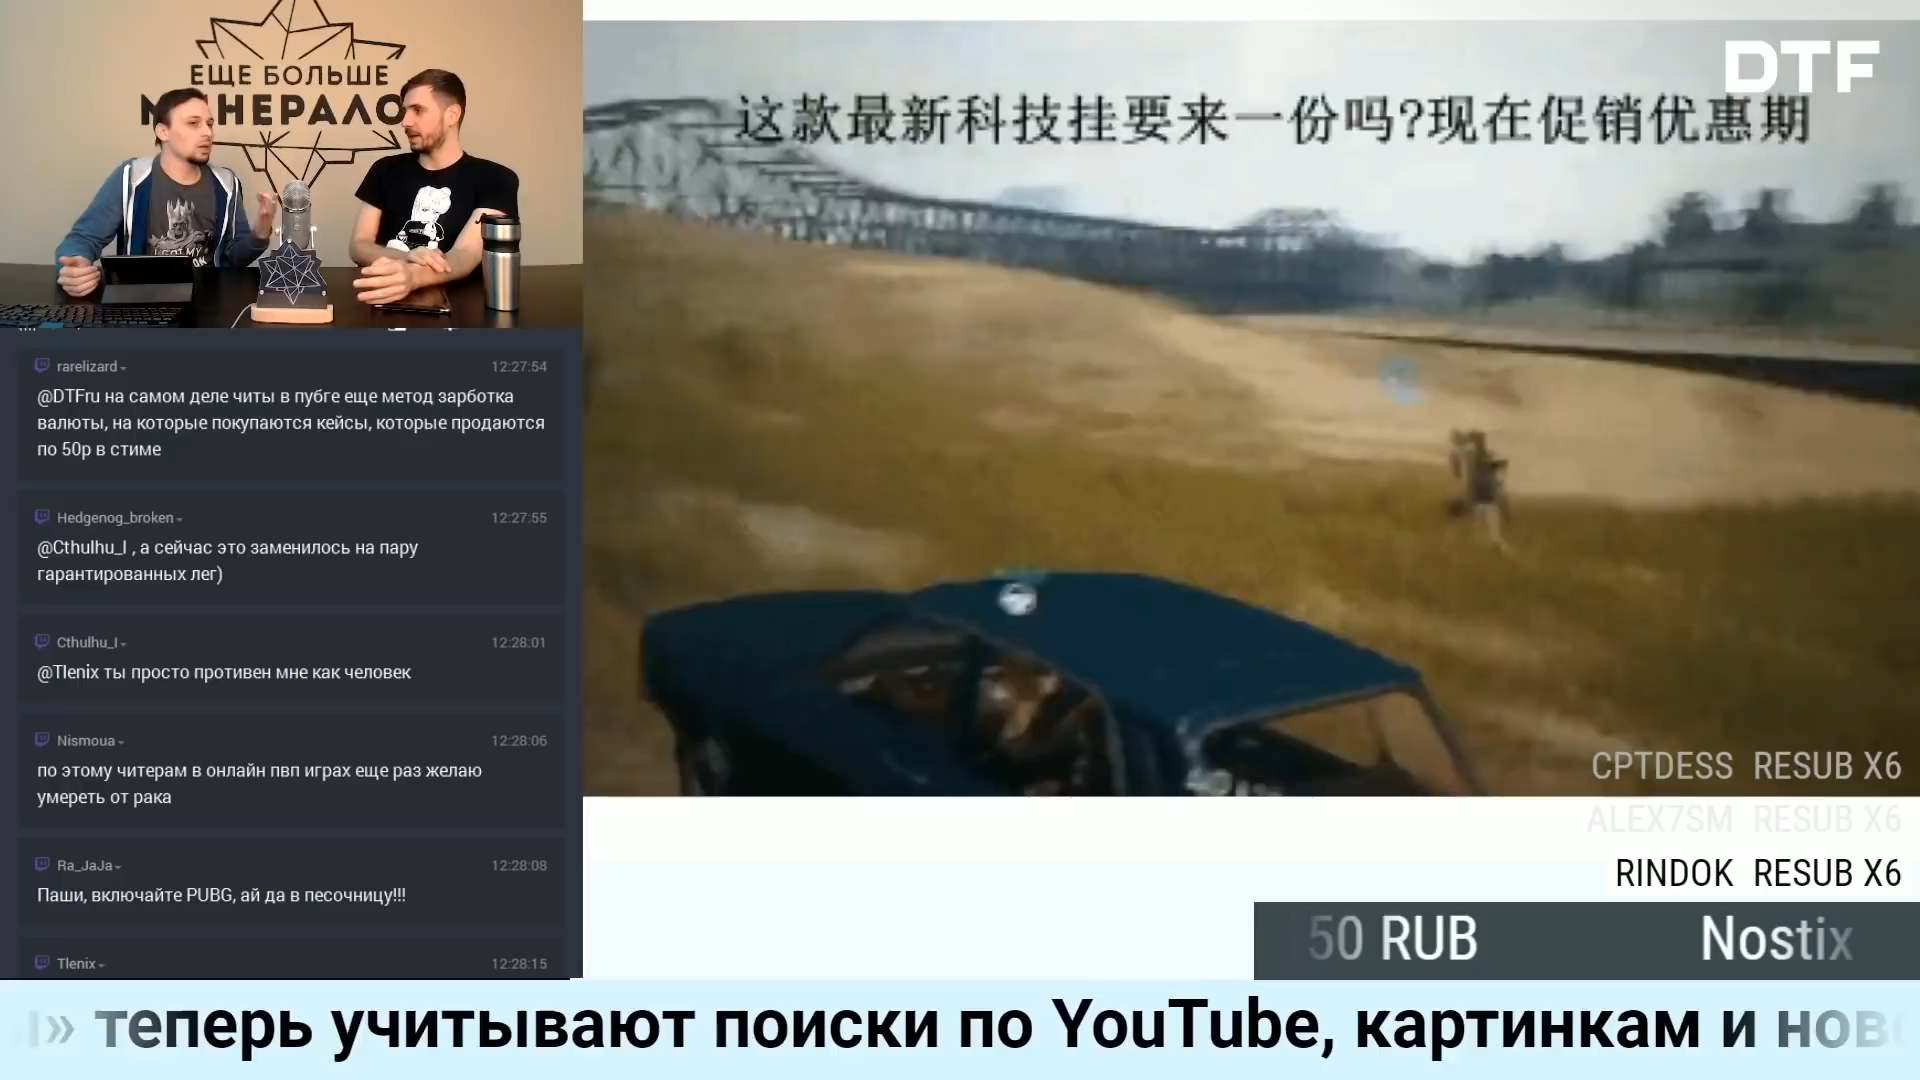 ЕЩЕ БОЛЬШЕ
DTF
这款最新科技挂要来一份吗?现在促销优惠期
rarelizard 12:27:54
@DTFru на самом деле читы в пубге еще метод зарботка
валюты, на которые покупаются кейсы, которые продаются
по 50р в стиме
Hedgenog_broken 12:27:55
@Cthulhu_I , а сейчас это заменилось на пару
гарантированных лег)
Cthulhu_I 12:28:01
@Tlenix ты просто противен мне как человек
Nismoua 12:28:06
по этому читерам в онлайн пвп играх еще раз желаю
умереть от рака
Ra_JaJa 12:28:08
Паши, включайте PUBG, ай да в песочницу!!!
Tlenix 12:28:15
CPTDESS RESUB X6
ALEX7SM RESUB X6
RINDOK RESUB X6
50 RUB Nostix
» теперь учитывают поиски по YouTube, картинкам и нов